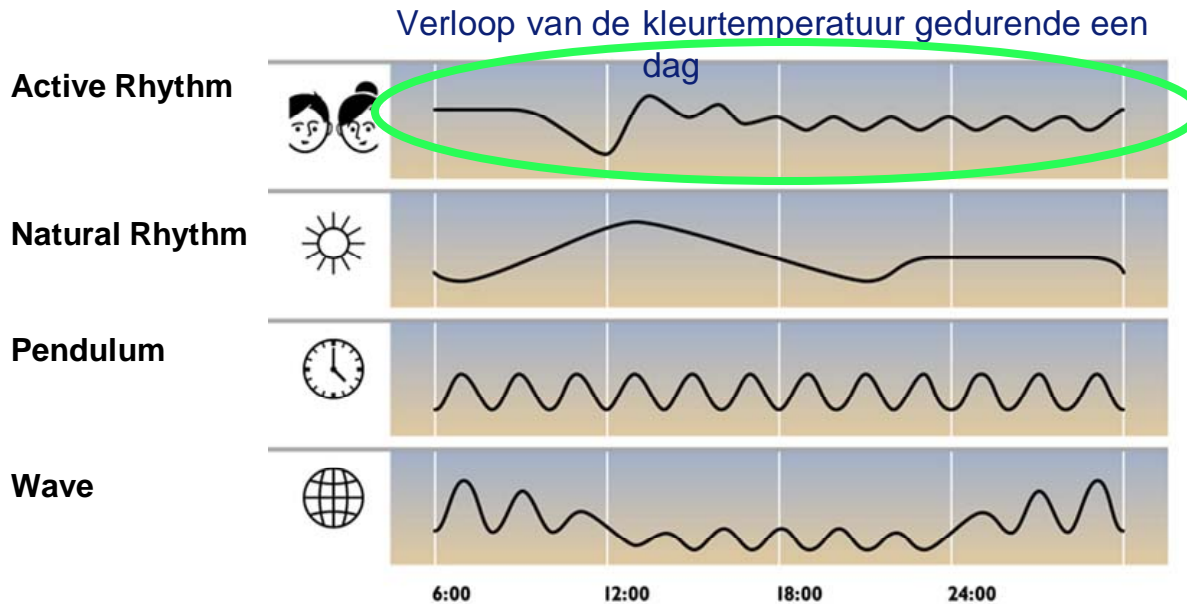 Verloop van de kleurtemperatuur gedurende een
dag
Active Rhythm
Natural Rhythm
Pendulum
Wave
6:00 12:00 18:00 24:00